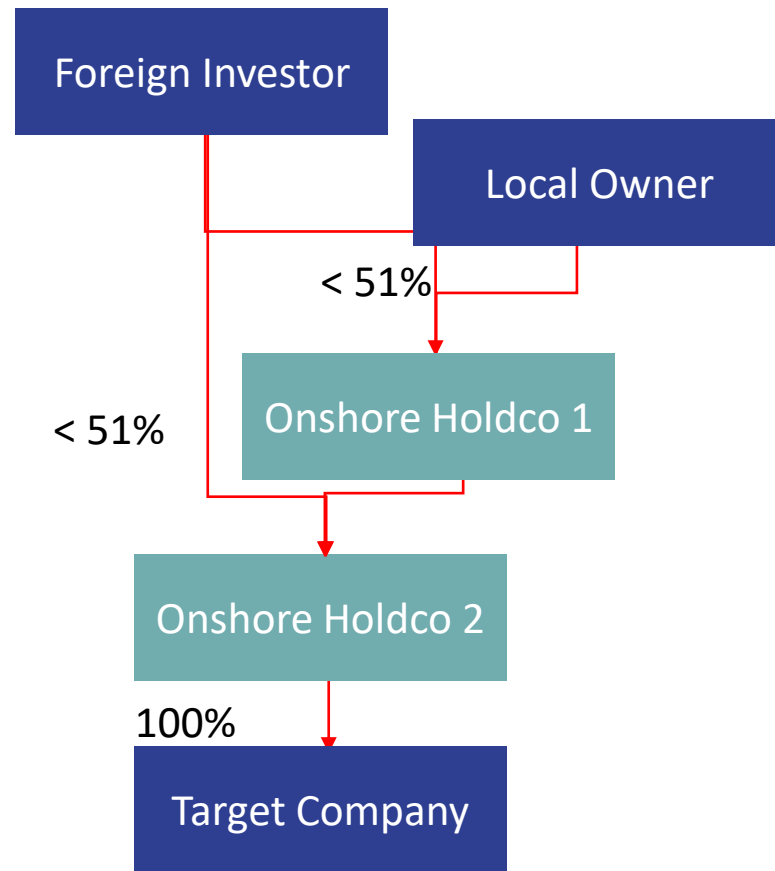 Foreign Investor
Local Owner
< 51%
Onshore Holdco 1
< 51%
Onshore Holdco 2
100%
Target Company